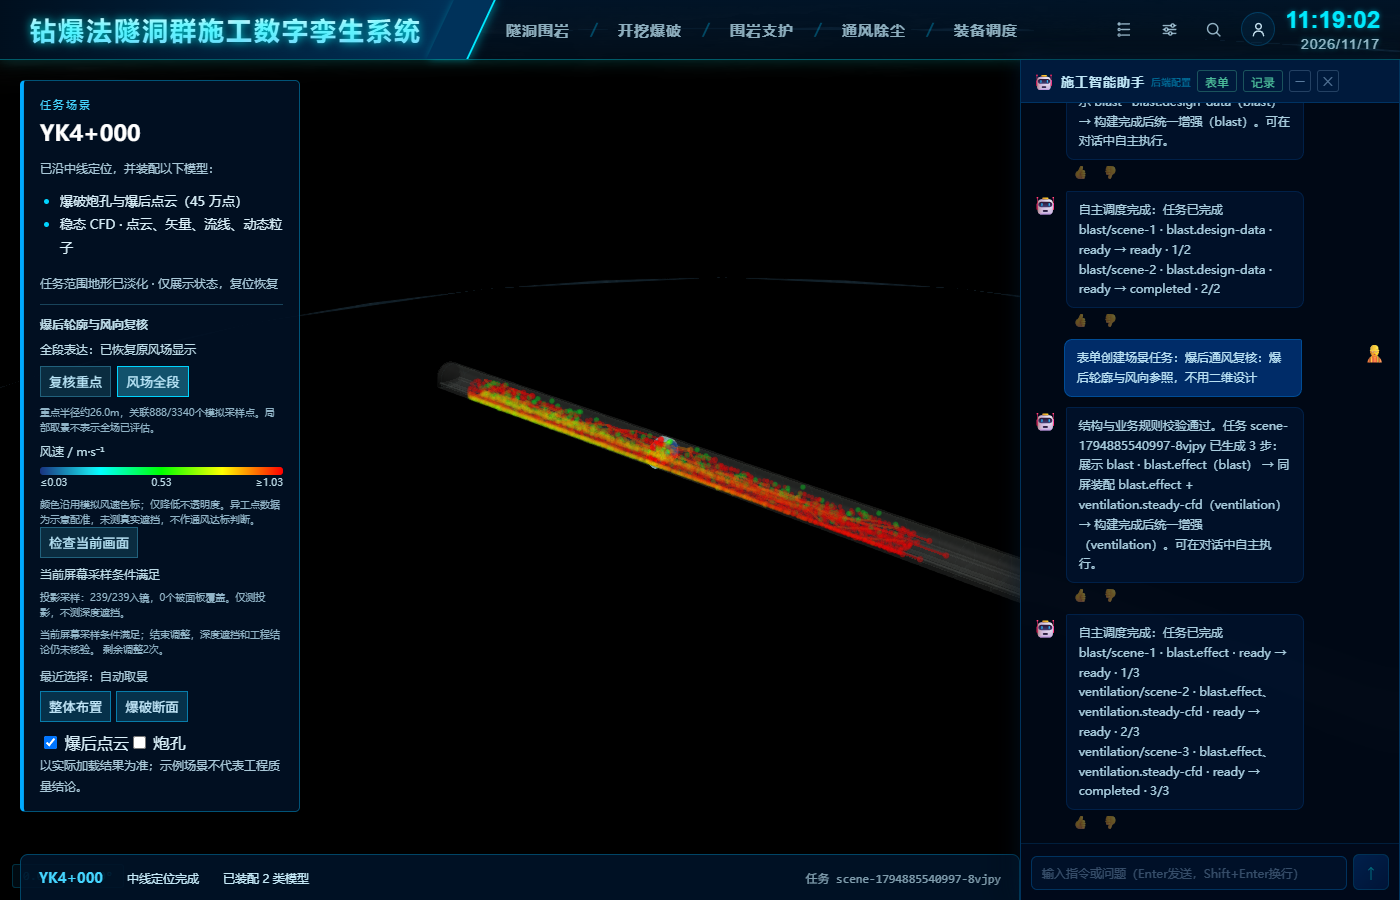 钻爆法隧洞群施工数字孪生系统
隧洞围岩 / 开挖爆破 / 围岩支护 / 通风除尘 / 装备调度
11:19:02
2026/11/17
任务场景
YK4+000
已沿中线定位，并装配以下模型：
• 爆破炮孔与爆后点云（45 万点）
• 稳态 CFD · 点云、矢量、流线、动态粒
子
任务范围地形已淡化 · 仅展示状态，复位恢复
爆后轮廓与风向复核
全段表达：已恢复原风场显示
复核重点 风场全段
重点半径约26.0m，关联888/3340个模拟采样点。局
部取景不表示全场已评估。
风速 / m·s⁻¹
≤0.03 0.53 ≥1.03
颜色沿用模拟风速色标；仅降低不透明度。异工点数据
为示意配准，未测真实遮挡，不作通风达标判断。
检查当前画面
当前屏幕采样条件满足
投影采样：239/239入镜，0个被面板覆盖。仅测投
影，不测深度遮挡。
当前屏幕采样条件满足；结束调整，深度遮挡和工程结
论仍未核验。 剩余调整2次。
最近选择：自动取景
整体布置 爆破断面
爆后点云 炮孔
以实际加载结果为准；示例场景不代表工程质
量结论。
YK4+000 中线定位完成 已装配 2 类模型
任务 scene-1794885540997-8vjpy
施工智能助手 后端配置 表单 记录
示 blast · blast.design-data（blast）
→ 构建完成后统一增强（blast）。可在
对话中自主执行。
自主调度完成：任务已完成
blast/scene-1 · blast.design-data ·
ready → ready · 1/2
blast/scene-2 · blast.design-data ·
ready → completed · 2/2
表单创建场景任务：爆后通风复核：爆
后轮廓与风向参照，不用二维设计
结构与业务规则校验通过。任务 scene-
1794885540997-8vjpy 已生成 3 步：
展示 blast · blast.effect（blast） → 同
屏装配 blast.effect +
ventilation.steady-cfd（ventilation）
→ 构建完成后统一增强
（ventilation）。可在对话中自主执
行。
自主调度完成：任务已完成
blast/scene-1 · blast.effect · ready →
ready · 1/3
ventilation/scene-2 · blast.effect、
ventilation.steady-cfd · ready →
ready · 2/3
ventilation/scene-3 · blast.effect、
ventilation.steady-cfd · ready →
completed · 3/3
输入指令或问题（Enter发送，Shift+Enter换行）